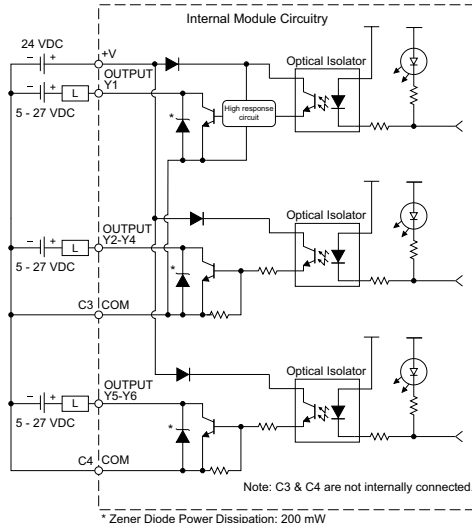 Internal Module Circuitry
24 VDC
− +
+V
OUTPUT
Y1
Optical Isolator
− + L
5 - 27 VDC
High response
circuit
*
OUTPUT
Y2-Y4
Optical Isolator
− + L
5 - 27 VDC
*
C3 COM
OUTPUT
Y5-Y6
Optical Isolator
− + L
5 - 27 VDC
*
C4 COM
Note: C3 & C4 are not internally connected.
* Zener Diode Power Dissipation: 200 mW